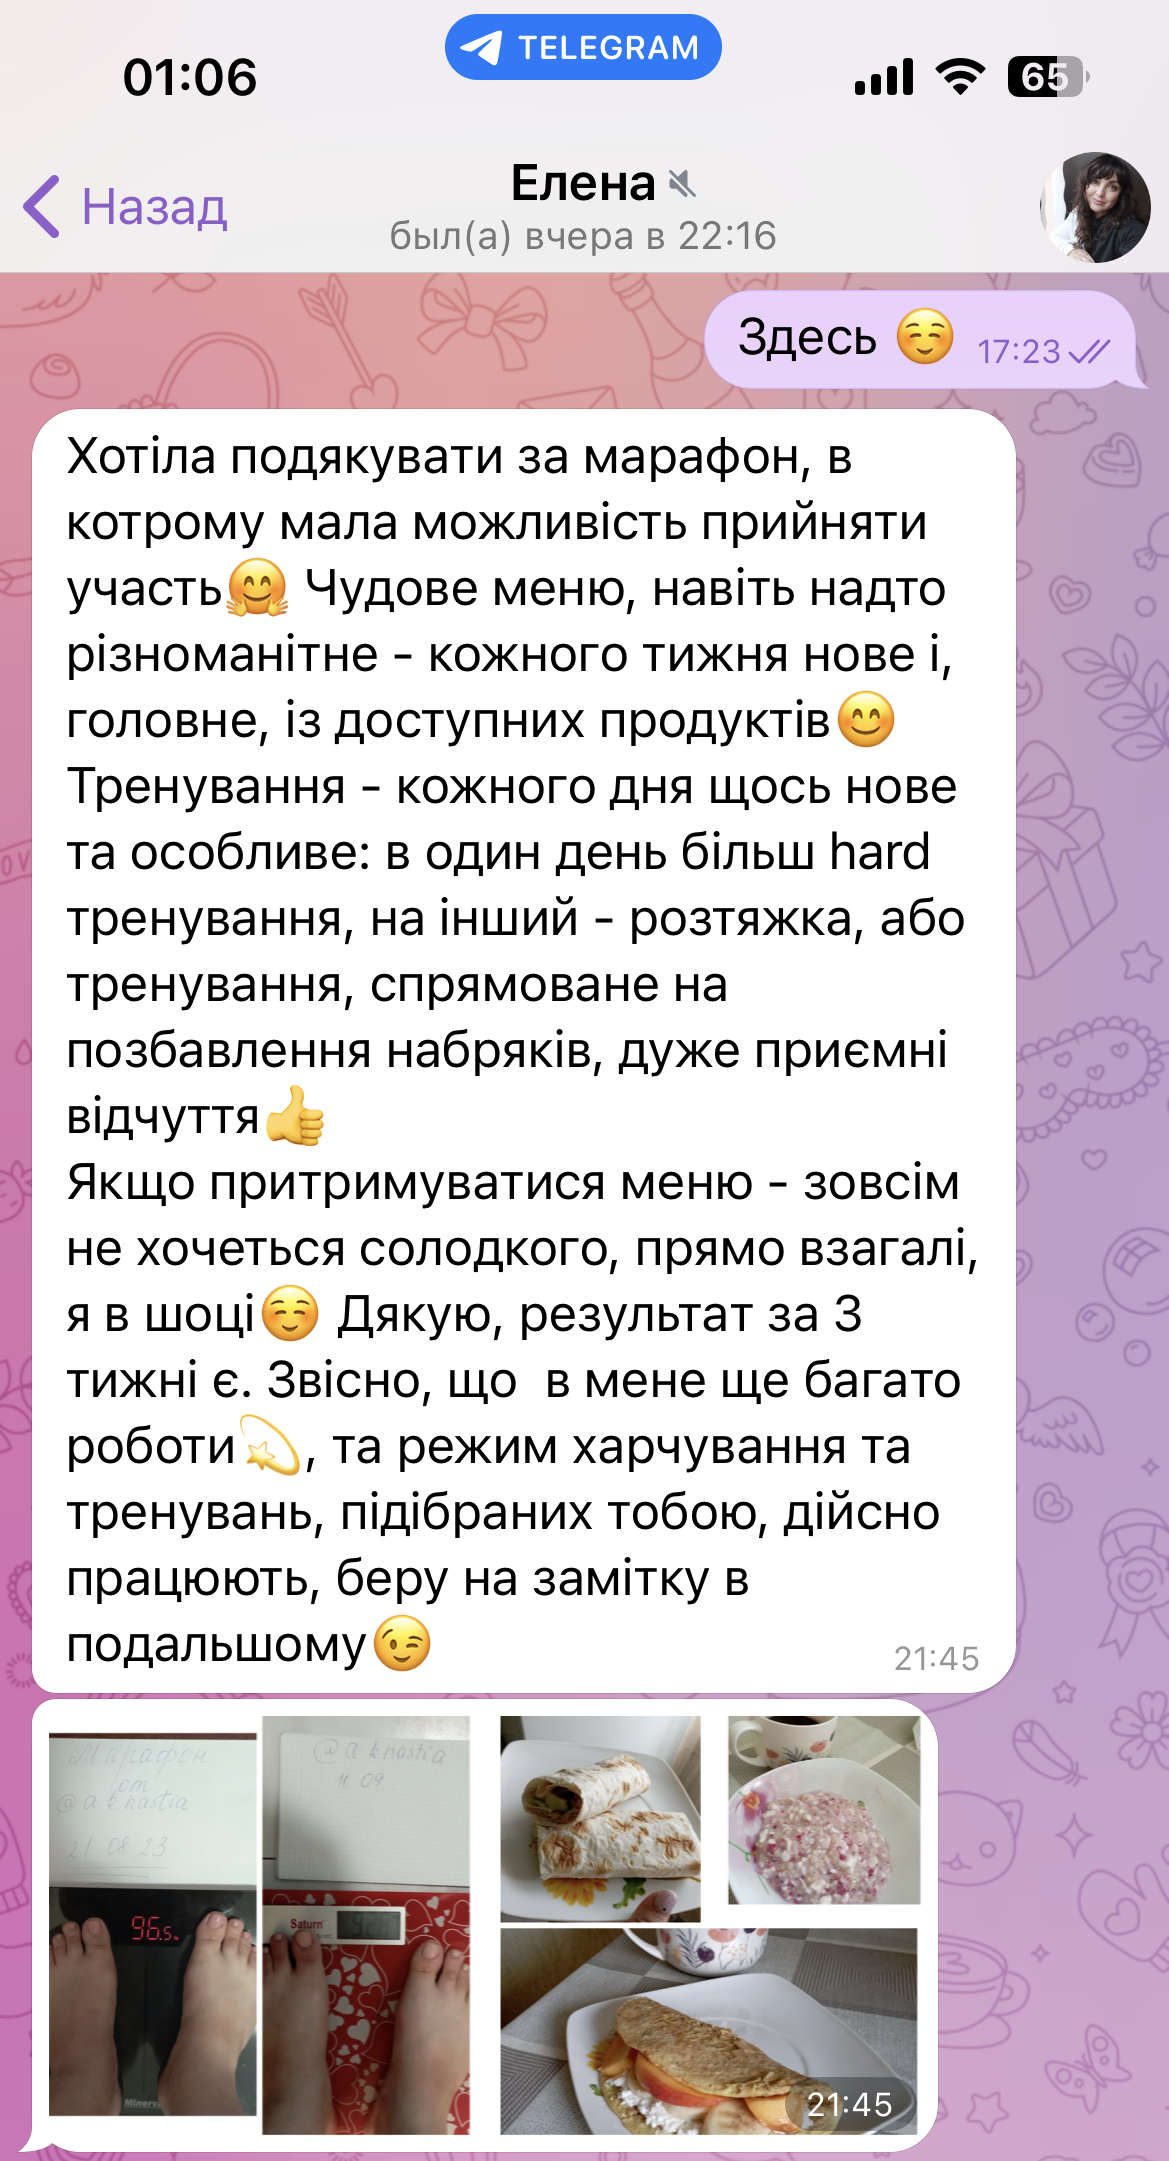 01:06
TELEGRAM
65
Назад
Елена
был(а) вчера в 22:16
Здесь ☺️ 17:23
Хотіла подякувати за марафон, в
котрому мала можливість прийняти
участь🤗 Чудове меню, навіть надто
різноманітне - кожного тижня нове і,
головне, із доступних продуктів😊
Тренування - кожного дня щось нове
та особливе: в один день більш hard
тренування, на інший - розтяжка, або
тренування, спрямоване на
позбавлення набряків, дуже приємні
відчуття👍
Якщо притримуватися меню - зовсім
не хочеться солодкого, прямо взагалі,
я в шоці☺️ Дякую, результат за 3
тижні є. Звісно, що  в мене ще багато
роботи💫, та режим харчування та
тренувань, підібраних тобою, дійсно
працюють, беру на замітку в
подальшому😉
21:45
Марафон
от
@a k nastia
21 08 23
96.5
@a k nastia
11 09
Saturn
21:45